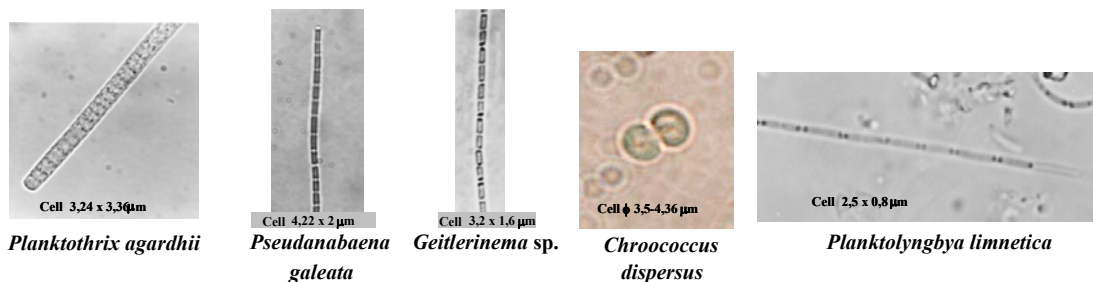 Cell 3,24 x 3,36μm
Planktothrix agardhii
Cell 4,22 x 2 μm
Pseudanabaena
galeata
Cell 3,2 x 1,6 μm
Geitlerinema sp.
Cell ϕ 3,5-4,36 μm
Chroococcus
dispersus
Cell 2,5 x 0,8 μm
Planktolyngbya limnetica